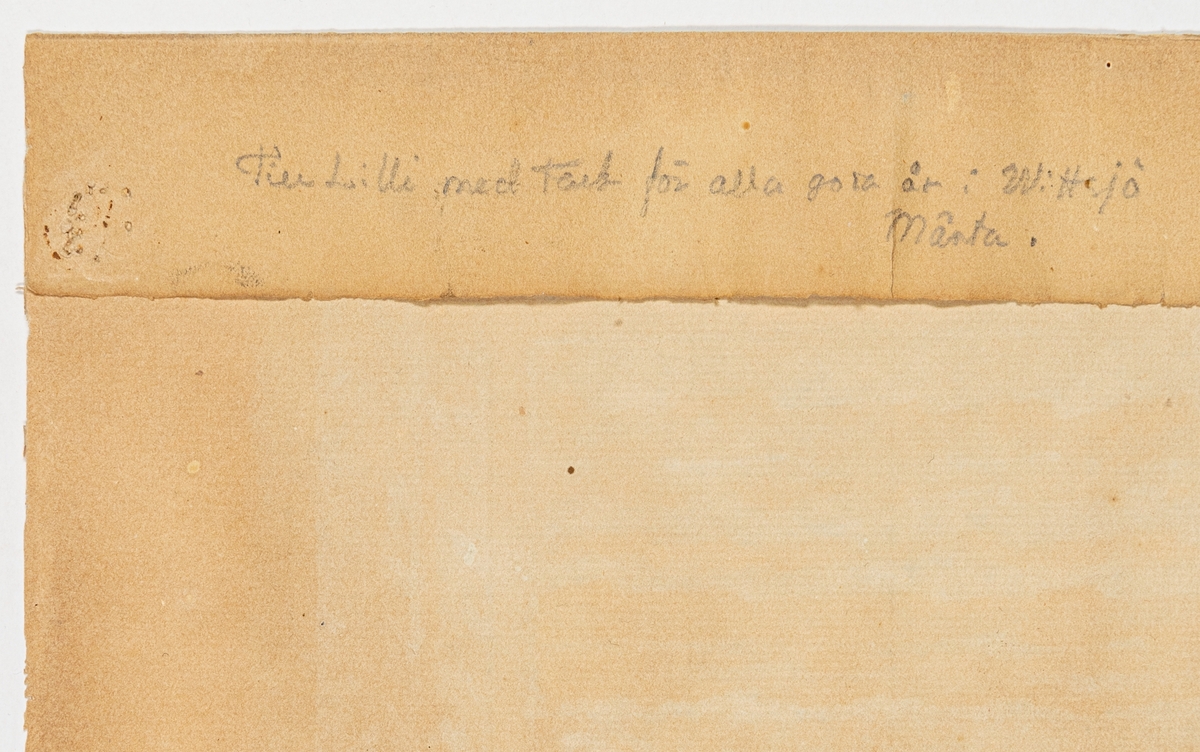 Till Lilli med Tack för alla goda år i Wittsjö
Märta.